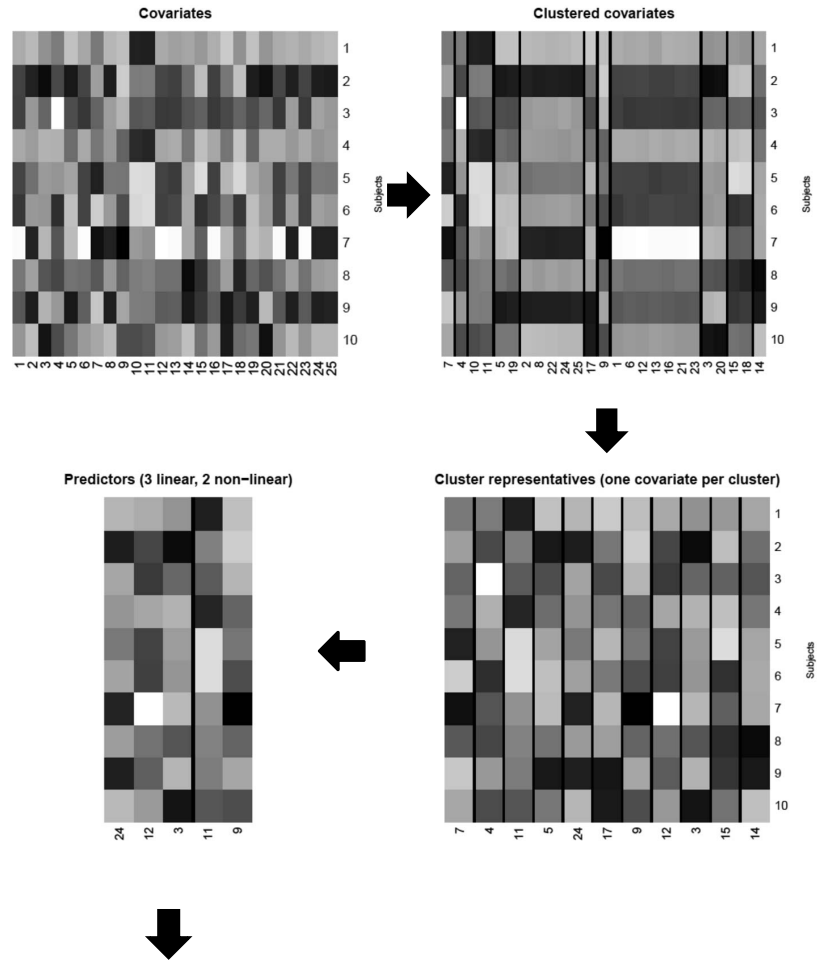 Covariates
1
2
3
4
5
6
7
8
9
10
Subjects
1 2 3 4 5 6 7 8 9 10 11 12 13 14 15 16 17 18 19 20 21 22 23 24 25
Clustered covariates
1
2
3
4
5
6
7
8
9
10
Subjects
7 4 10 11 5 19 2 8 22 24 25 17 9 1 6 12 13 16 21 23 3 20 15 18 14
Predictors (3 linear, 2 non−linear)
24 12 3 11 9
Cluster representatives (one covariate per cluster)
1
2
3
4
5
6
7
8
9
10
Subjects
7 4 11 5 24 17 9 12 3 15 14